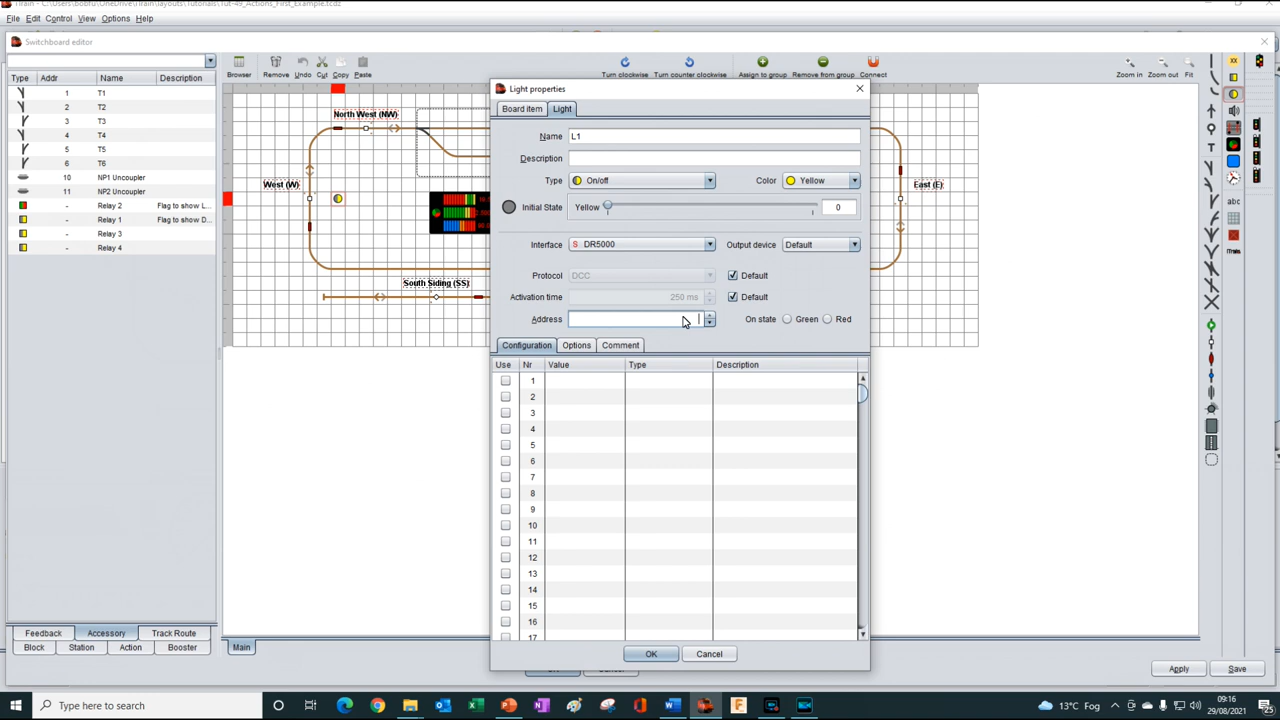 iTrain - C:\Users\bobfu\OneDrive\iTrain\layouts\Tutorials\Tut-49_Actions_First_Example.tcdz
File Edit Control View Options Help
Switchboard editor
Browser Remove Undo Cut Copy Paste Turn clockwise Turn counter clockwise Assign to group Remove from group Connect Zoom in Zoom out Fit
Type Addr Name Description
1 T1
2 T2
3 T3
4 T4
5 T5
6 T6
10 NP1 Uncoupler
11 NP2 Uncoupler
- Relay 2 Flag to show L...
- Relay 1 Flag to show D...
- Relay 3
- Relay 4
North West (NW)
West (W)
South Siding (SS)
East (E)
Light properties
Board item Light
Name L1
Description
Type On/off Color Yellow
Initial State Yellow 0
Interface S DR5000 Output device Default
Protocol DCC Default
Activation time 250 ms Default
Address On state Green Red
Configuration Options Comment
Use Nr Value Type Description
1
2
3
4
5
6
7
8
9
10
11
12
13
14
15
16
17
OK Cancel
XX
T
abc
ITEM
Feedback Accessory Track Route
Block Station Action Booster
Main
Apply Save
Type here to search
13°C Fog
09:16
29/08/2021
25